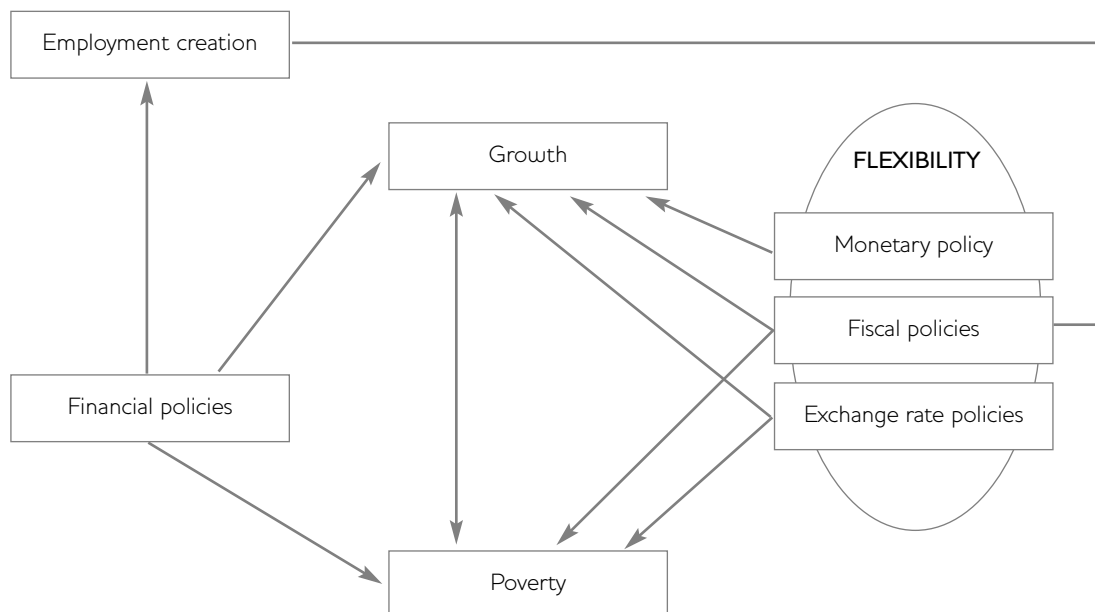 Employment creation
Growth
FLEXIBILITY
Monetary policy
Fiscal policies
Financial policies
Exchange rate policies
Poverty